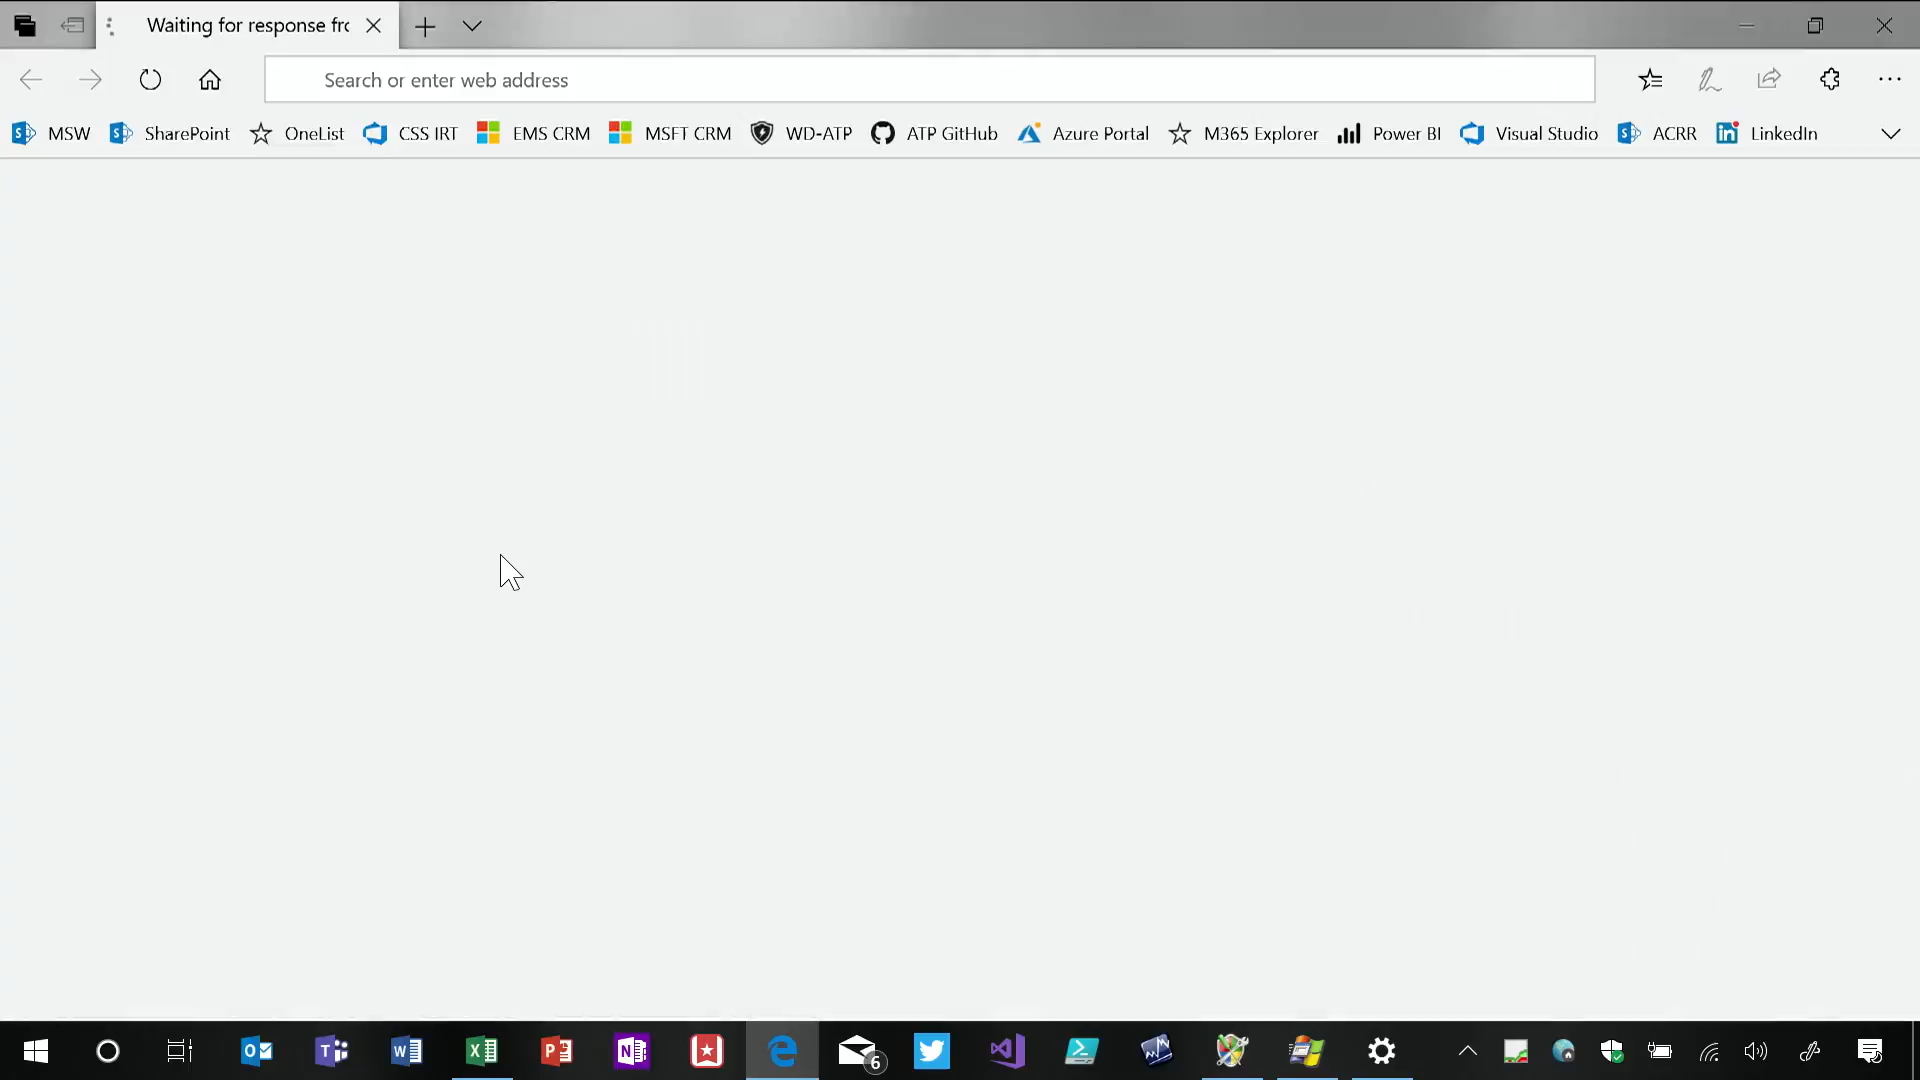 Waiting for response fro
Search or enter web address
MSW SharePoint OneList CSS IRT EMS CRM MSFT CRM WD-ATP ATP GitHub Azure Portal M365 Explorer Power BI Visual Studio ACRR LinkedIn
6